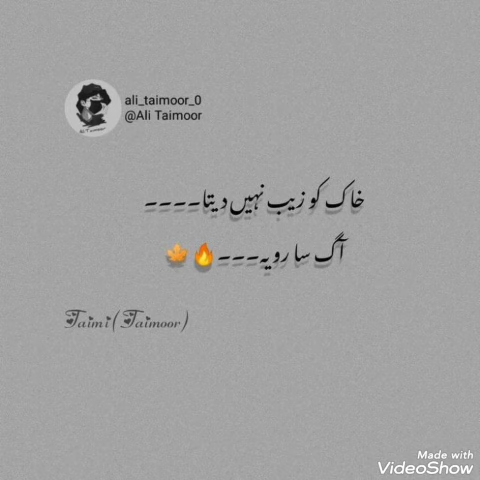 ali_taimoor_0
@Ali Taimoor
خاک کو زیب نہیں دیتا۔۔۔۔
آگ سا رویہ۔۔۔🔥🍁
Taimi(Taimoor)
Made with
VideoShow